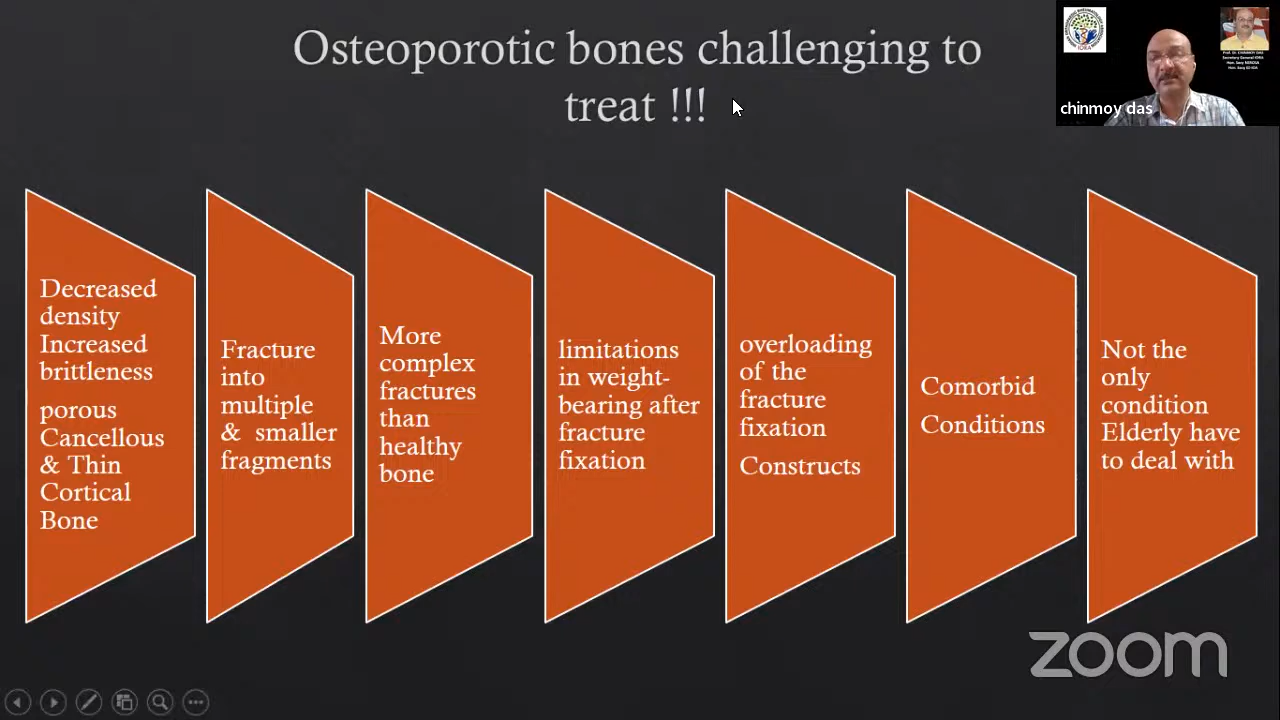 Osteoporotic bones challenging to
treat !!!
chinmoy das
Decreased
density
Increased
brittleness
porous
Cancellous
& Thin
Cortical
Bone
Fracture
into
multiple
& smaller
fragments
More
complex
fractures
than
healthy
bone
limitations
in weight-
bearing after
fracture
fixation
overloading
of the
fracture
fixation
Constructs
Comorbid
Conditions
Not the
only
condition
Elderly have
to deal with
zoom